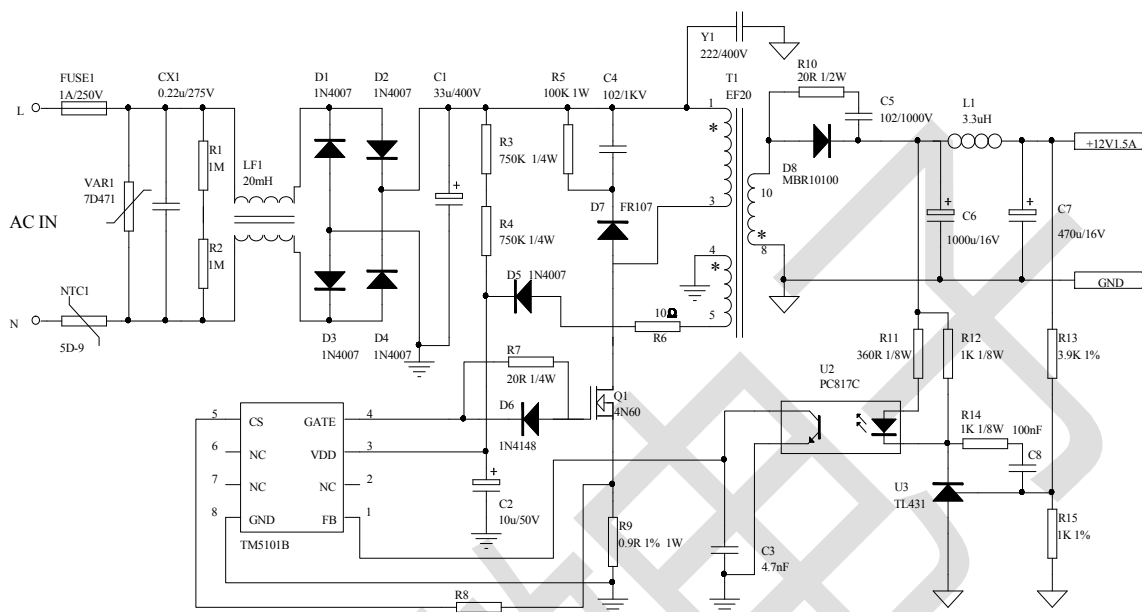 FUSE1
1A/250V
L
CX1
0.22u/275V
VAR1
7D471
R1
1M
R2
1M
LF1
20mH
AC IN
NTC1
5D-9
N
D1
1N4007
D2
1N4007
D3
1N4007
D4
1N4007
C1
33u/400V
+
R3
750K 1/4W
R4
750K 1/4W
R5
100K 1W
C4
102/1KV
D7 FR107
D5 1N4007
Y1
222/400V
T1
EF20
1
*
3
4
*
5
10
*
8
10Ω
R6
R10
20R 1/2W
C5
102/1000V
D8
MBR10100
L1
3.3uH
+12V1.5A
+
C6
1000u/16V
+
C7
470u/16V
GND
R7
20R 1/4W
D6
1N4148
Q1
4N60
5 CS GATE 4
6 NC VDD 3
7 NC NC 2
8 GND FB 1
TM5101B
+
C2
10u/50V
R8
R9
0.9R 1% 1W
C3
4.7nF
U2
PC817C
R11
360R 1/8W
R12
1K 1/8W
R13
3.9K 1%
R14
1K 1/8W
100nF
C8
U3
TL431
R15
1K 1%